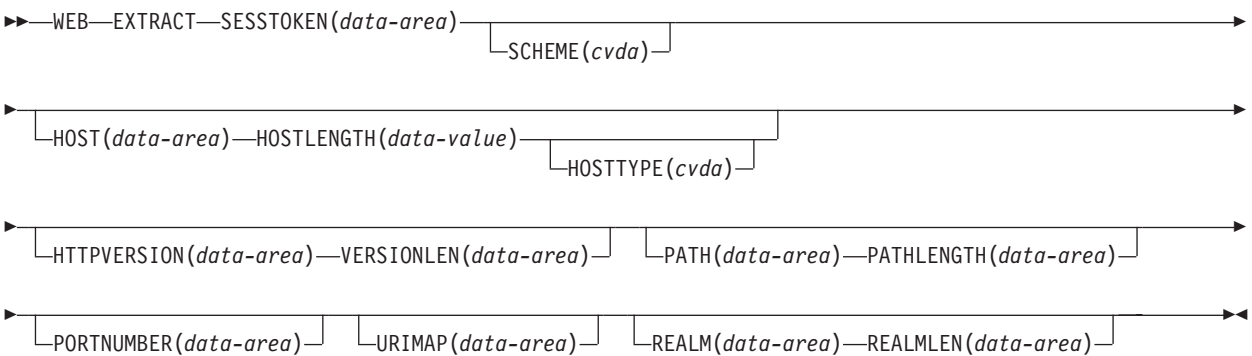 WEB EXTRACT SESSTOKEN(data-area)
SCHEME(cvda)
HOST(data-area) HOSTLENGTH(data-value)
HOSTTYPE(cvda)
HTTPVERSION(data-area) VERSIONLEN(data-area) PATH(data-area) PATHLENGTH(data-area)
PORTNUMBER(data-area) URIMAP(data-area) REALM(data-area) REALMLEN(data-area)